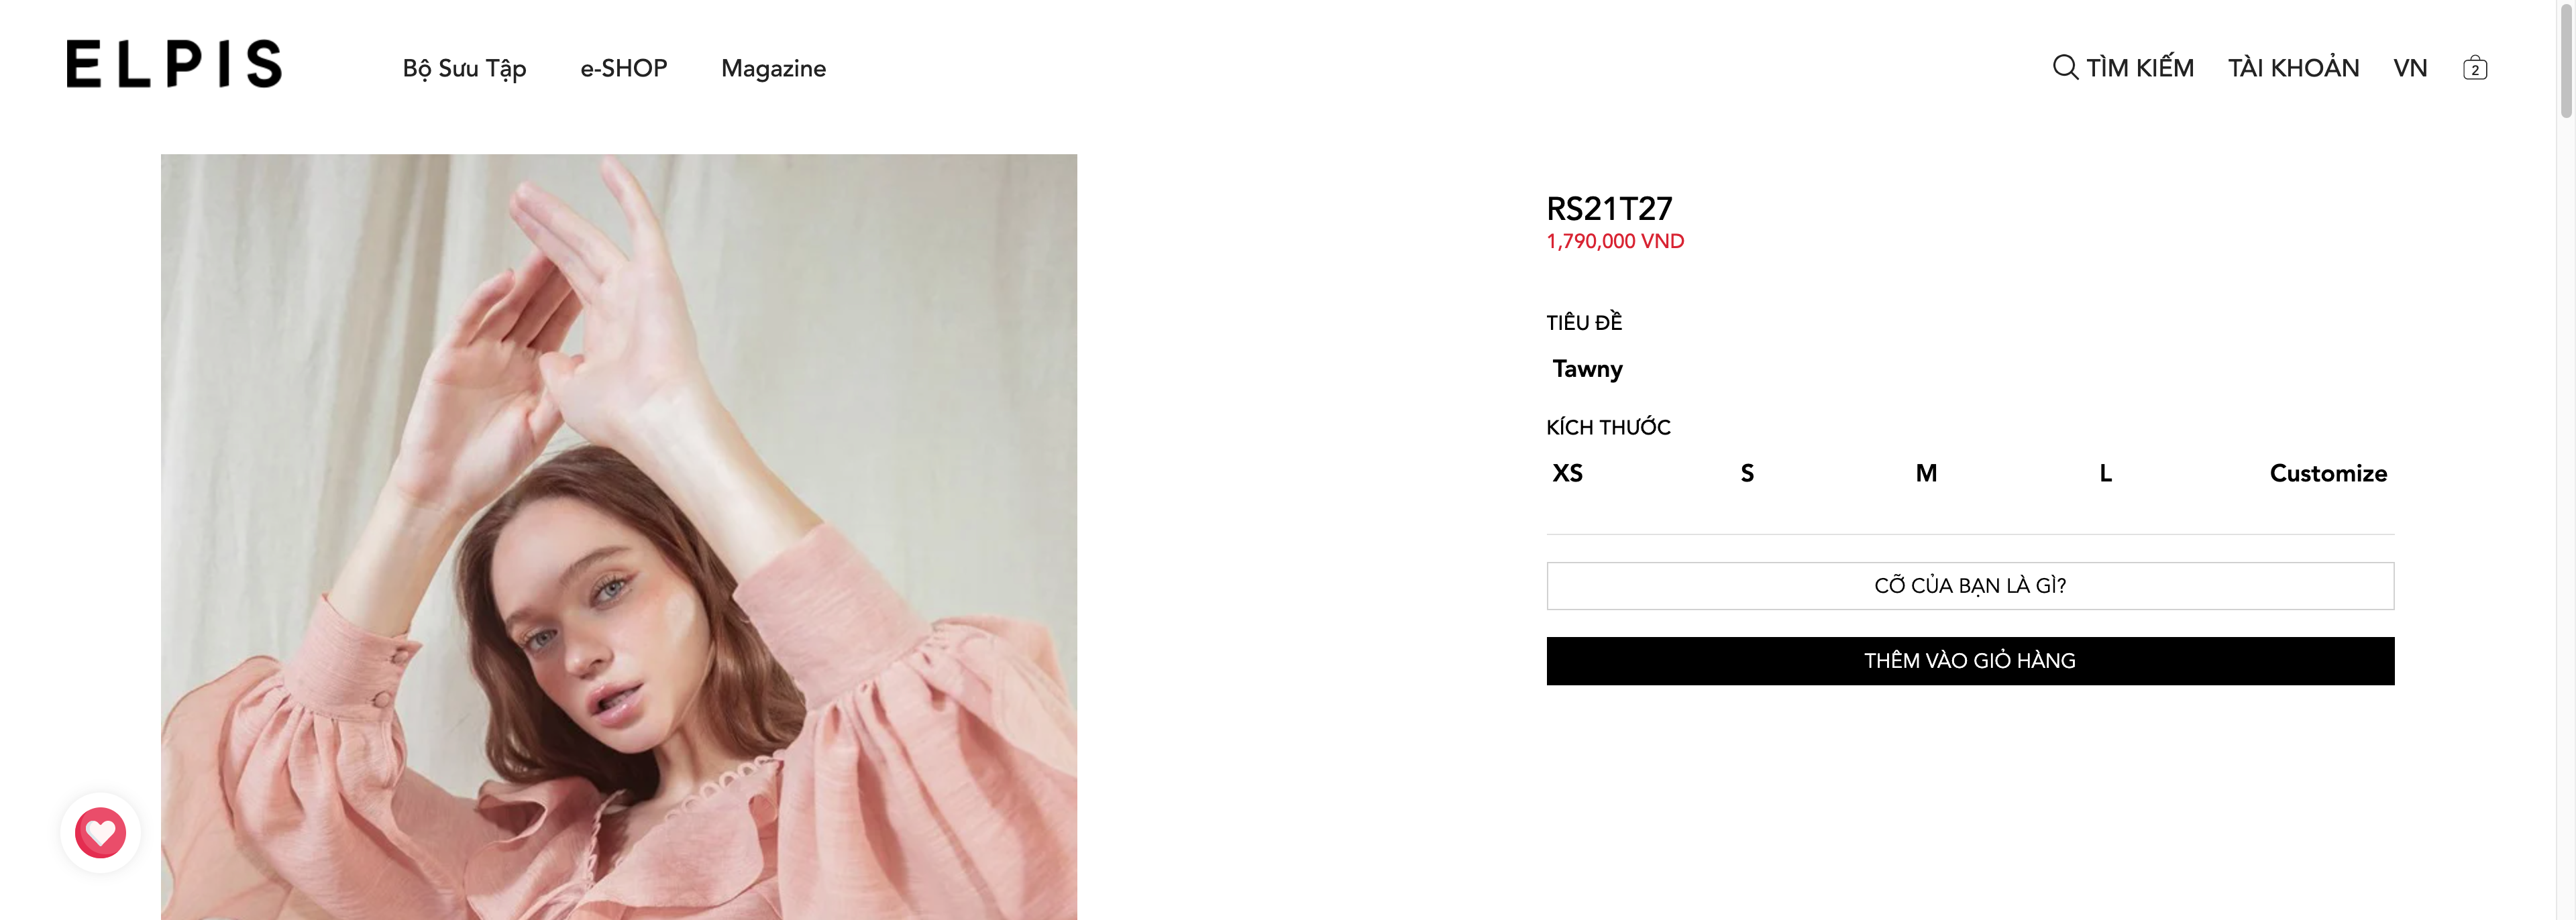 ELPIS
Bộ Sưu Tập
e-SHOP
Magazine
TÌM KIẾM
TÀI KHOẢN
VN
2
RS21T27
1,790,000 VND
TIÊU ĐỀ
Tawny
KÍCH THƯỚC
XS S M L Customize
CỠ CỦA BẠN LÀ GÌ?
THÊM VÀO GIỎ HÀNG